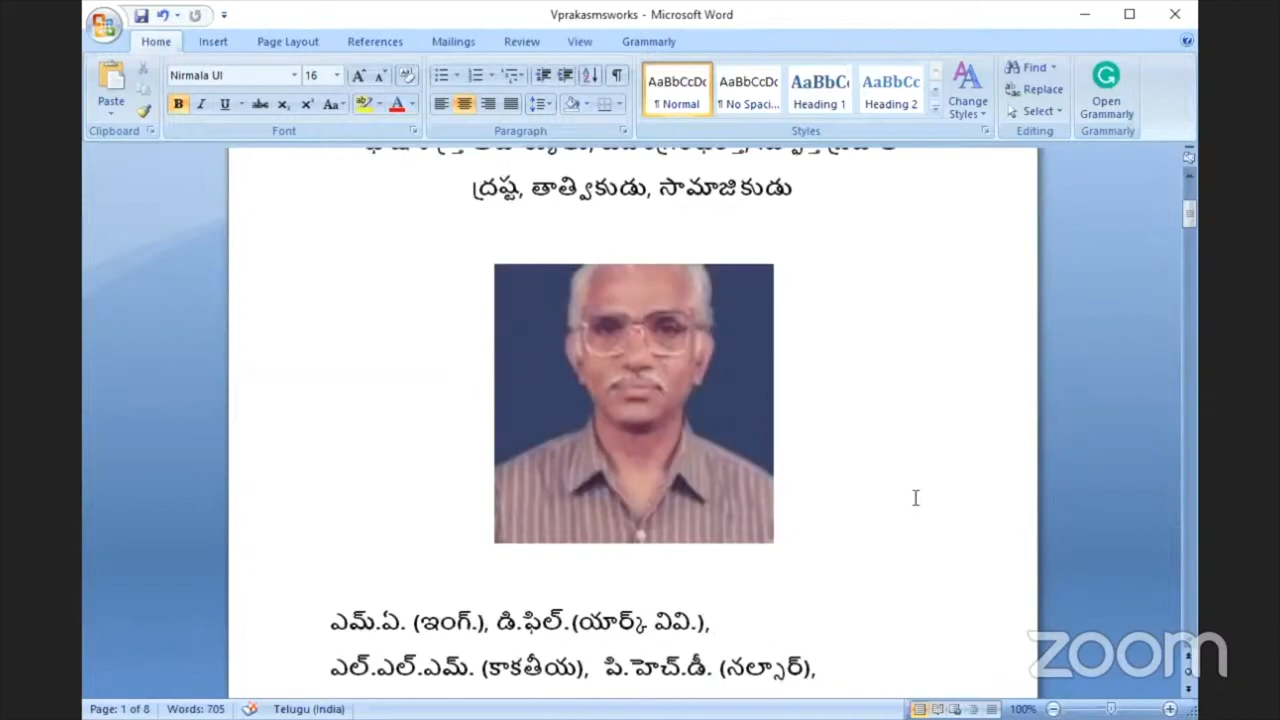 Vprakasmsworks - Microsoft Word
Home Insert Page Layout References Mailings Review View Grammarly
Nirmala UI 16
Paste
Clipboard
Font
Paragraph
AaBbCcDc AaBbCcDc AaBbCc AaBbCc
¶ Normal ¶ No Spaci... Heading 1 Heading 2
Styles
Change Styles
Find
Replace
Select
Editing
Open Grammarly
Grammarly
ద్రష్ట, తాత్వికుడు, సామాజికుడు
ఎమ్.ఏ. (ఇంగ్.), డి.ఫిల్.(యార్క్ వివి.),
ఎల్.ఎల్.ఎమ్. (కాకతీయ), పి.హెచ్.డీ. (నల్సార్),
zoom
Page: 1 of 8 Words: 705 Telugu (India) 100%